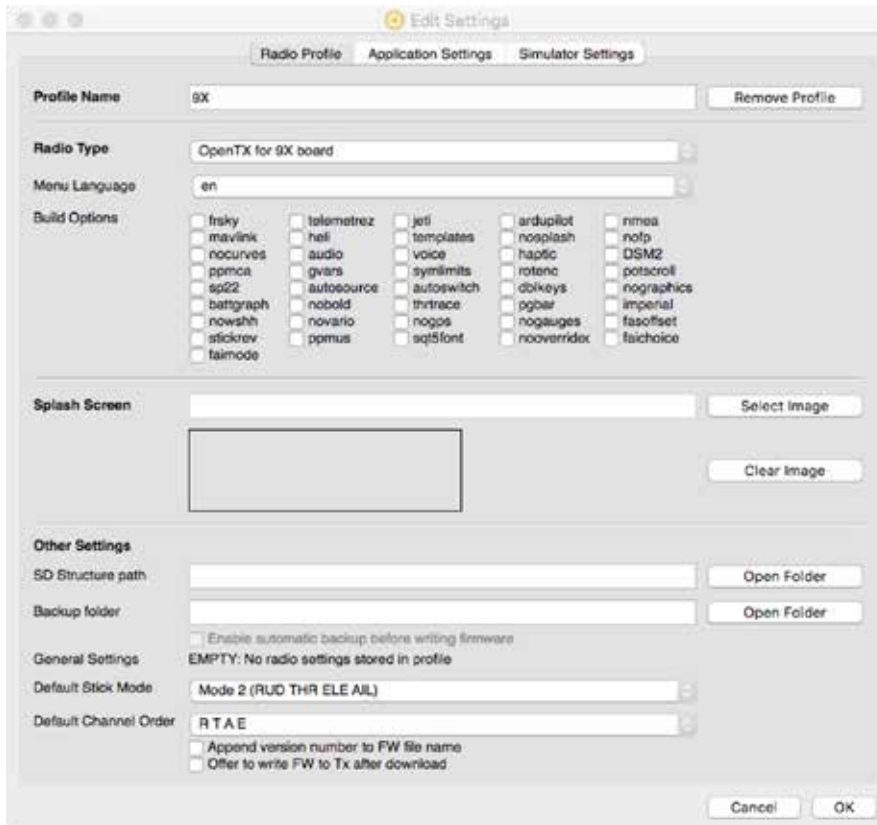 Edit Settings
Radio Profile Application Settings Simulator Settings
Profile Name 9X Remove Profile
Radio Type OpenTX for 9X board
Menu Language en
Build Options frsky telemetrez jeti ardupilot nmea
mavlink heli templates nosplash nofp
nocurves audio voice haptic DSM2
ppmca gvars symlimits rotenc potscroll
sp22 autosource autoswitch dblkeys nographics
battgraph nobold thrtrace pgbar imperial
nowshh novario nogps nogauges fasoffset
stickrev ppmus sqt5font nooverridex faichoice
faimode
Splash Screen Select Image
Clear Image
Other Settings
SD Structure path Open Folder
Backup folder Open Folder
Enable automatic backup before writing firmware
General Settings EMPTY: No radio settings stored in profile
Default Stick Mode Mode 2 (RUD THR ELE AIL)
Default Channel Order R T A E
Append version number to FW file name
Offer to write FW to Tx after download
Cancel OK